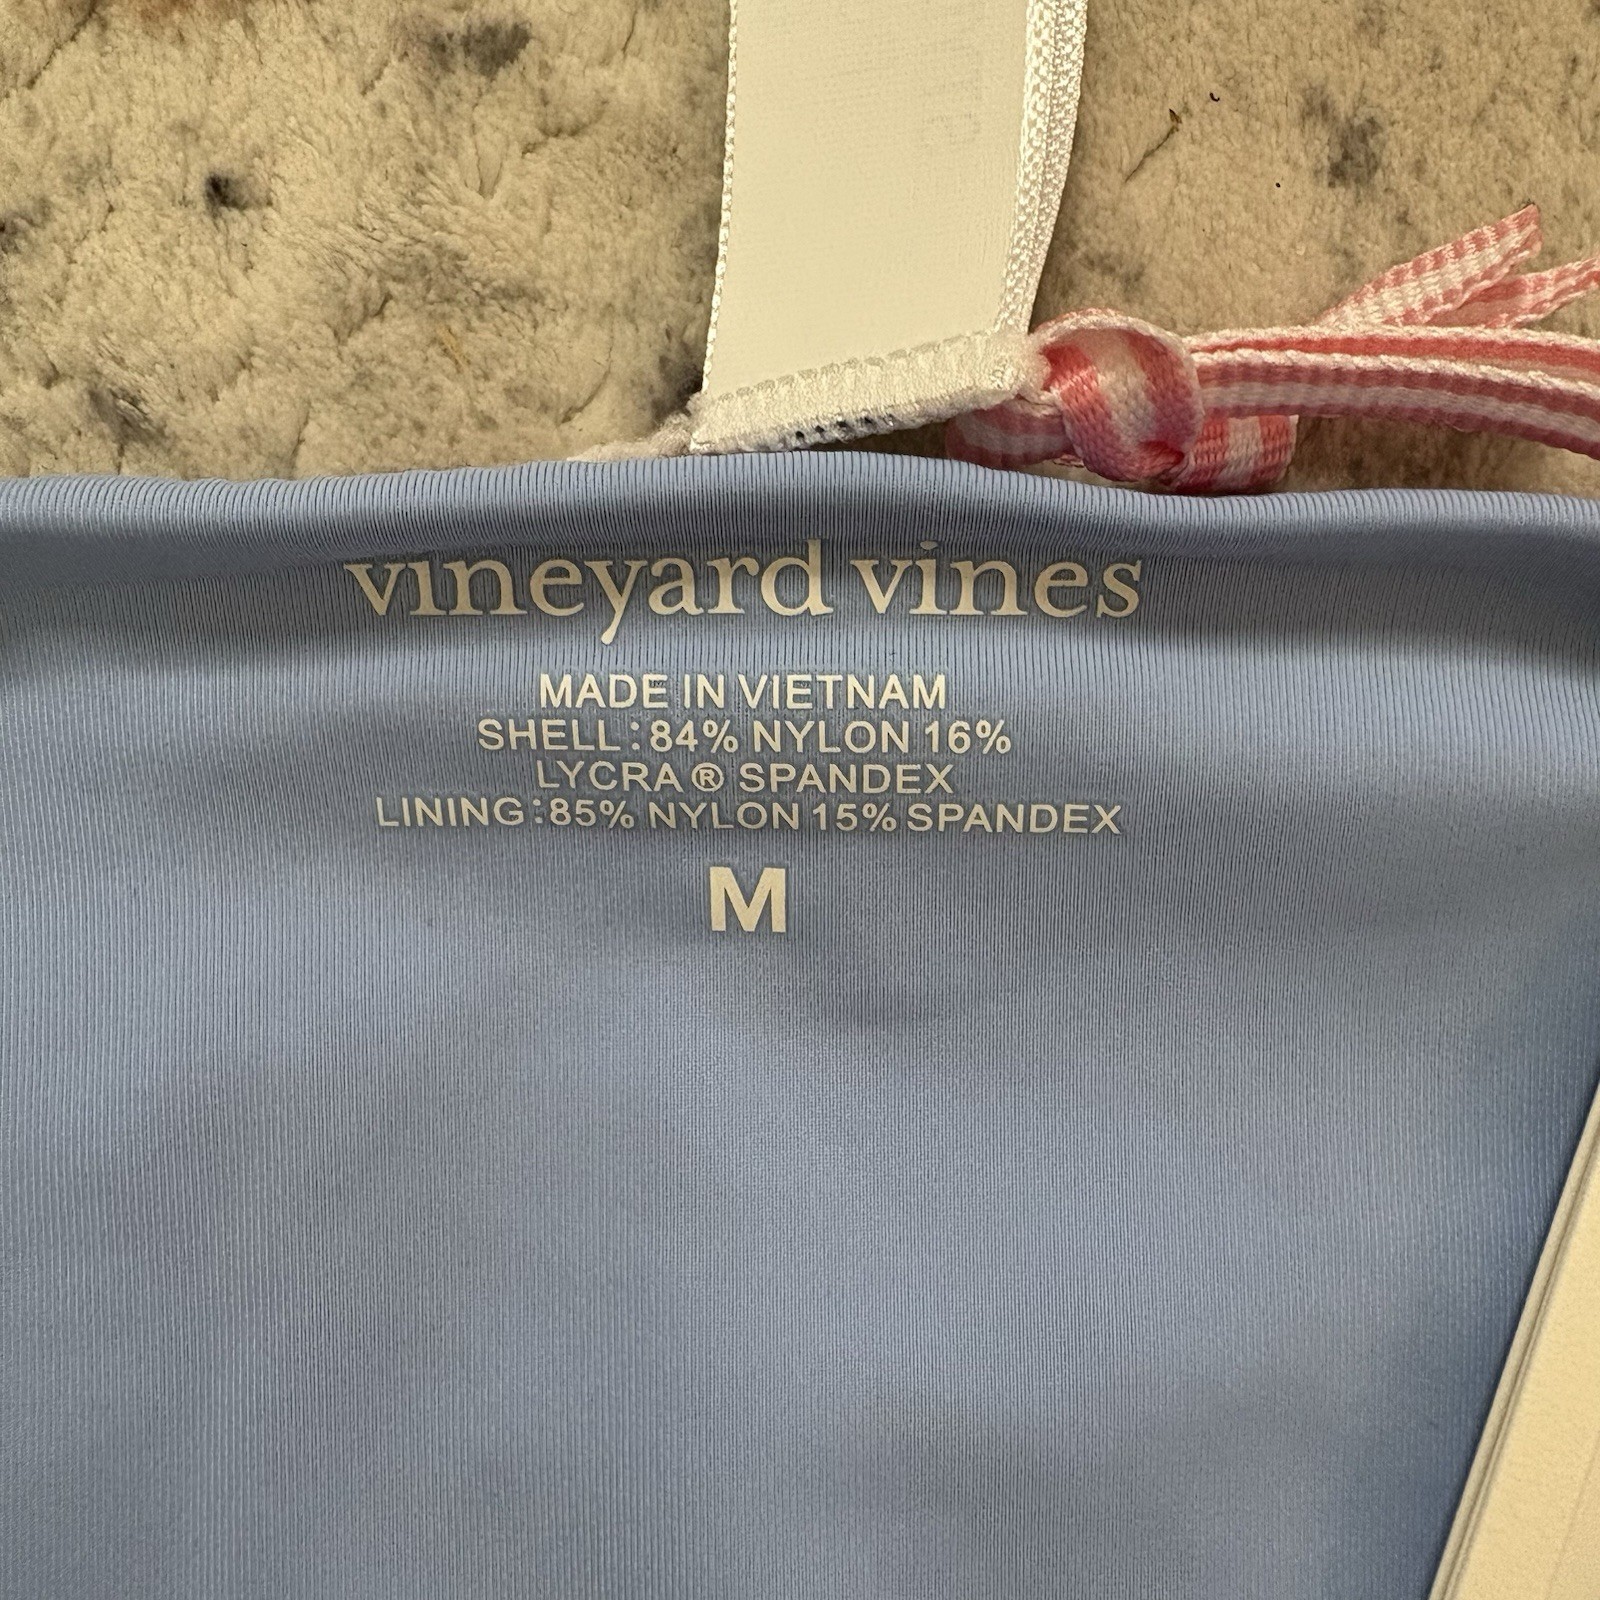 vineyard vines
MADE IN VIETNAM
SHELL:84% NYLON 16%
LYCRA® SPANDEX
LINING:85% NYLON 15% SPANDEX
M